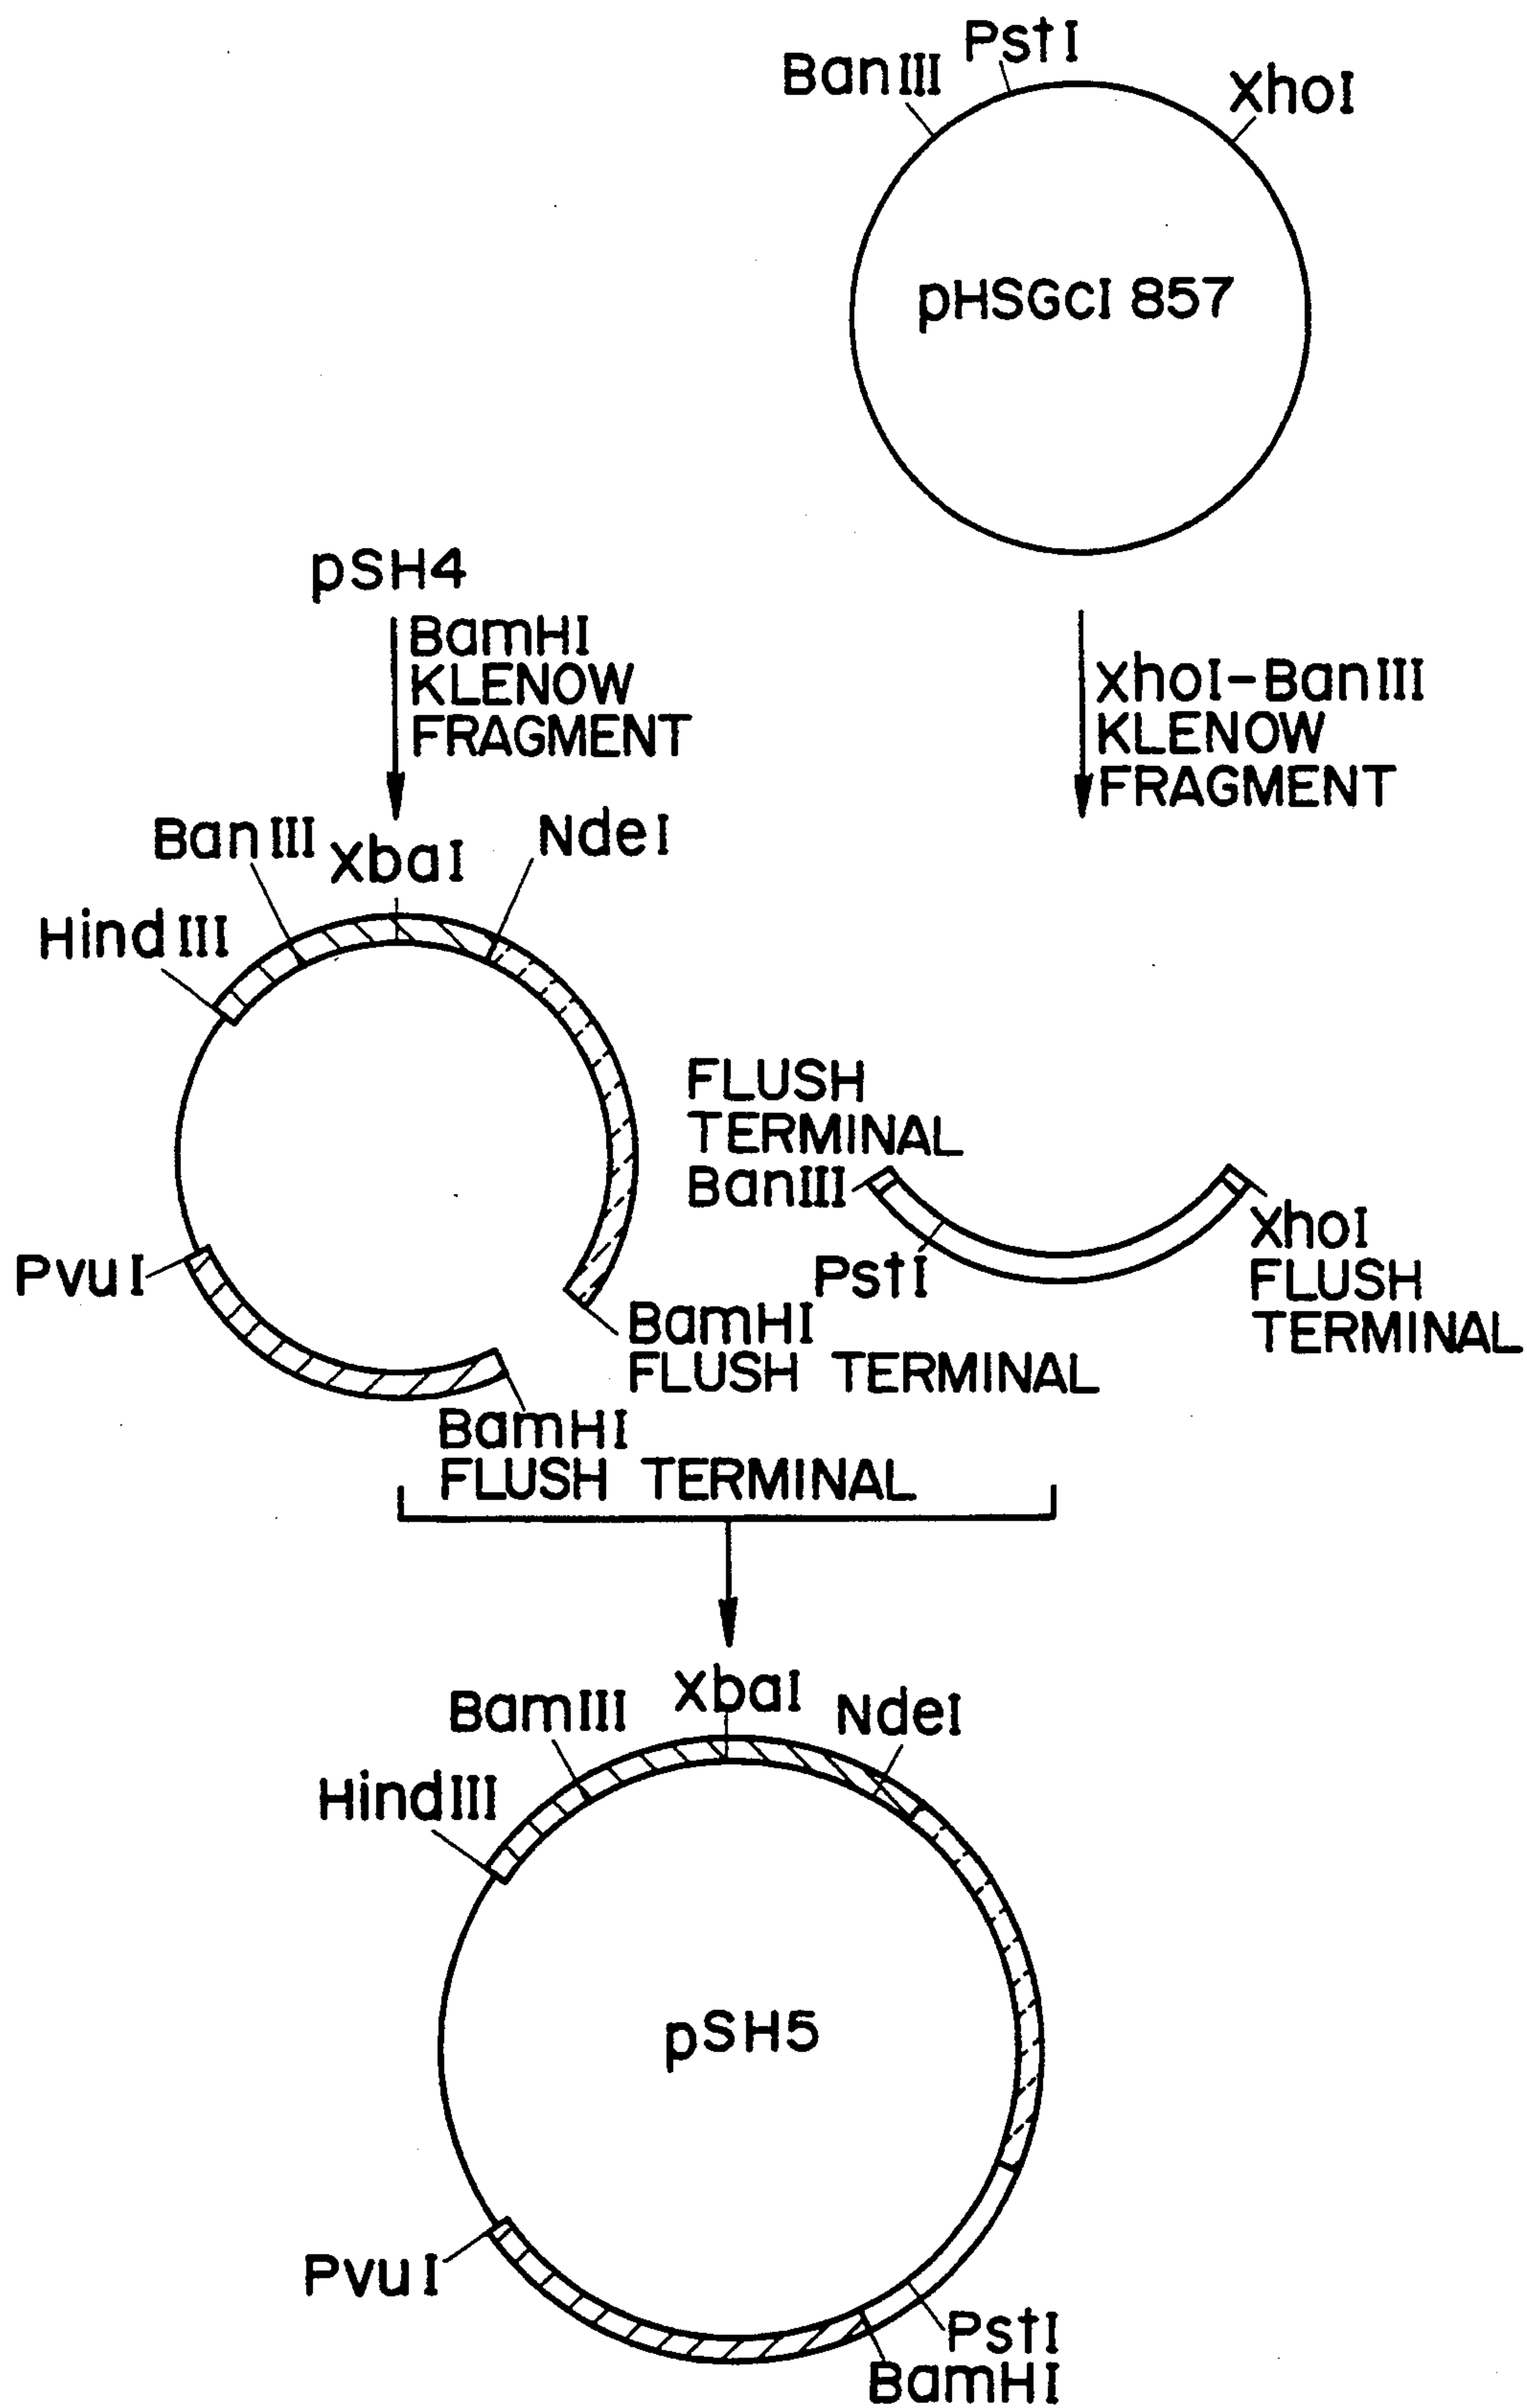 PstI
BanIII
XhoI
pHSGCI 857
pSH4
BamHI
KLENOW
FRAGMENT
XhoI-BanIII
KLENOW
FRAGMENT
BanIII
XbaI
NdeI
HindIII
FLUSH
TERMINAL
BanIII
PstI
XhoI
FLUSH
TERMINAL
PvuI
BamHI
FLUSH TERMINAL
BamHI
FLUSH TERMINAL
XbaI
BamIII
NdeI
HindIII
pSH5
PvuI
PstI
BamHI